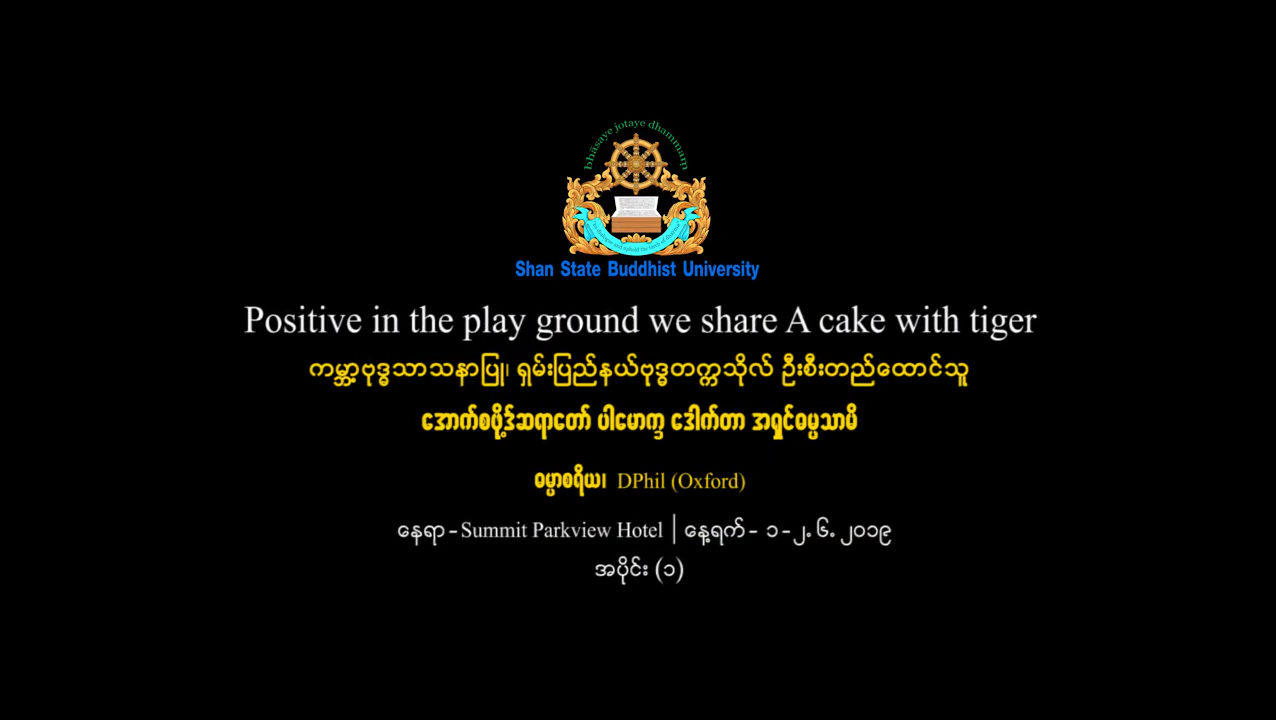 bhāsaye jotaye dhammaṃ
Shan State Buddhist University
Positive in the play ground we share A cake with tiger
ကမ္ဘာ့ဗုဒ္ဓသာသနာပြု၊ ရှမ်းပြည်နယ်ဗုဒ္ဓတက္ကသိုလ် ဦးစီးတည်ထောင်သူ
အောက်စဖို့ဒ်ဆရာတော် ပါမောက္ခ ဒေါက်တာ အရှင်ဓမ္မသာမိ
ဓမ္မာစရိယ၊ DPhil (Oxford)
နေရာ - Summit Parkview Hotel | နေ့ရက် - ၁-၂. ၆. ၂၀၁၉
အပိုင်း (၁)